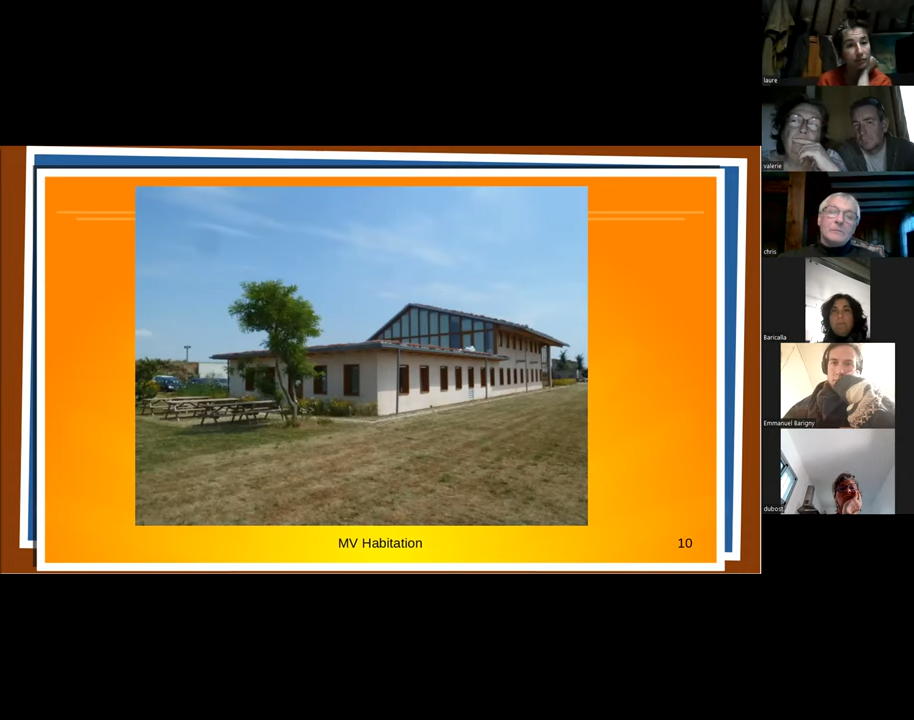 laure
valerie
chris
Baricalla
Emmanuel Barigny
dubost
MV Habitation
10